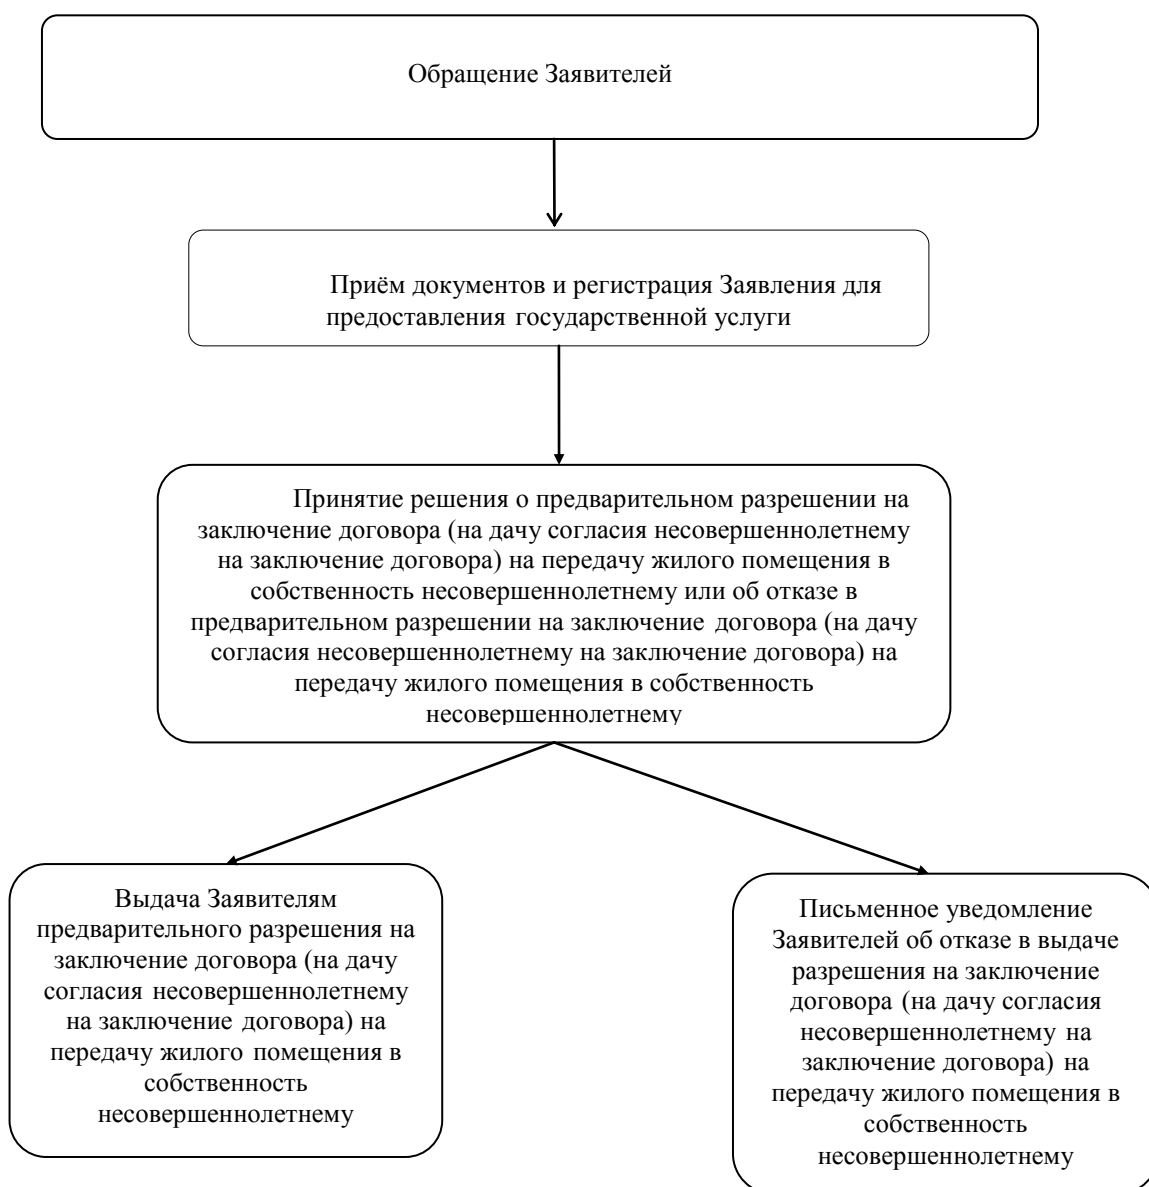 Обращение Заявителей
Приём документов и регистрация Заявления для
предоставления государственной услуги
Принятие решения о предварительном разрешении на
заключение договора (на дачу согласия несовершеннолетнему
на заключение договора) на передачу жилого помещения в
собственность несовершеннолетнему или об отказе в
предварительном разрешении на заключение договора (на дачу
согласия несовершеннолетнему на заключение договора) на
передачу жилого помещения в собственность
несовершеннолетнему
Выдача Заявителям
предварительного разрешения на
заключение договора (на дачу
согласия несовершеннолетнему
на заключение договора) на
передачу жилого помещения в
собственность
несовершеннолетнему
Письменное уведомление
Заявителей об отказе в выдаче
разрешения на заключение
договора (на дачу согласия
несовершеннолетнему на
заключение договора) на
передачу жилого помещения в
собственность
несовершеннолетнему